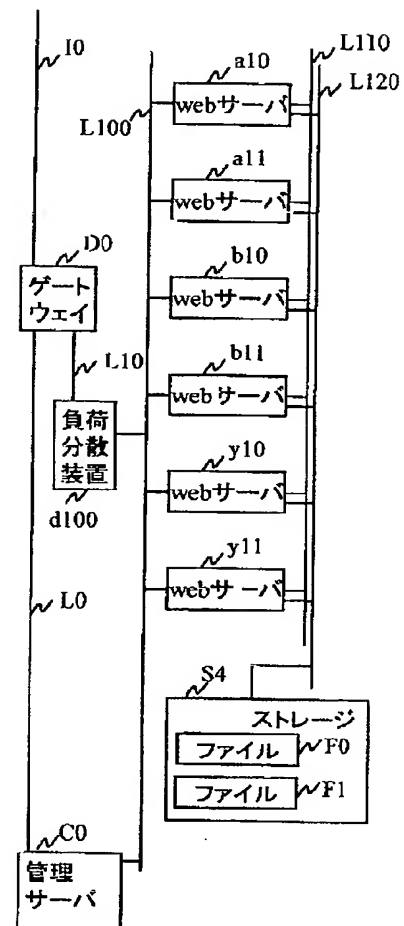 I0
a10
L110
L120
L100
webサーバ
a11
webサーバ
D0
ゲート
ウェイ
b10
webサーバ
L10
b11
webサーバ
負荷
分散
装置
d100
y10
webサーバ
y11
webサーバ
L0
S4
ストレージ
ファイル
F0
ファイル
F1
C0
管理
サーバ